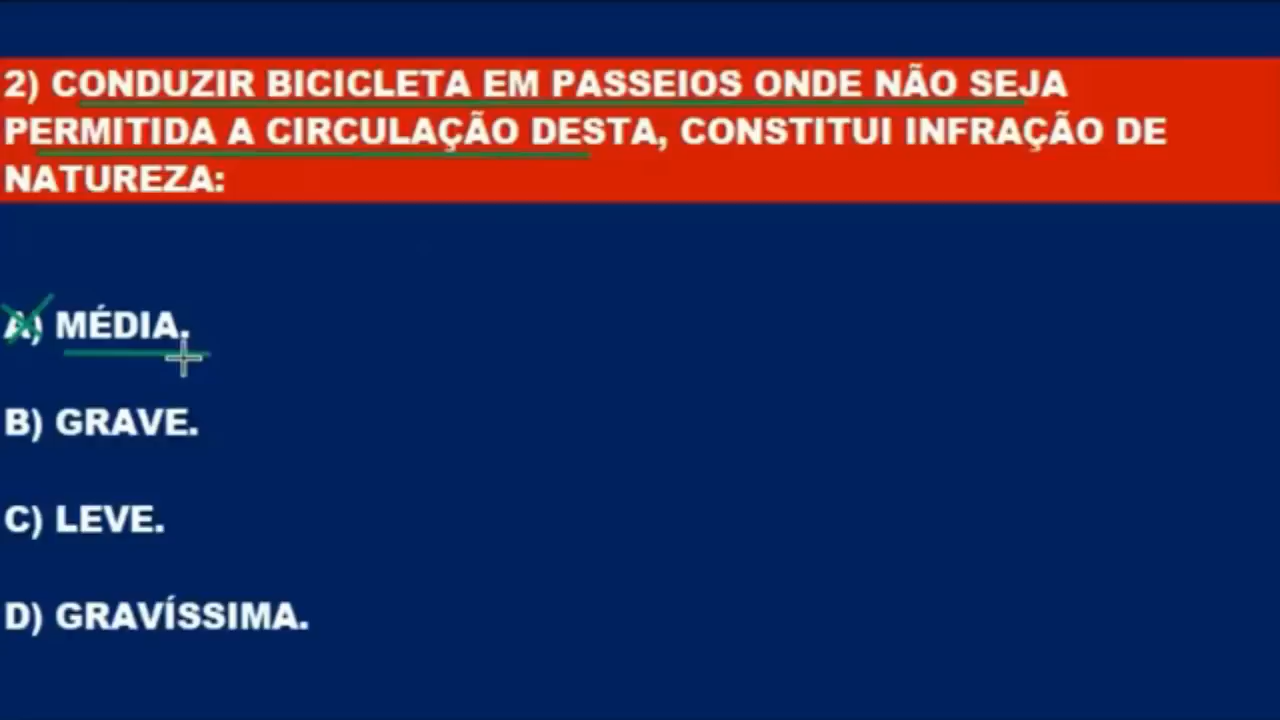 2) CONDUZIR BICICLETA EM PASSEIOS ONDE NÃO SEJA
PERMITIDA A CIRCULAÇÃO DESTA, CONSTITUI INFRAÇÃO DE
NATUREZA:
A) MÉDIA.
B) GRAVE.
C) LEVE.
D) GRAVÍSSIMA.